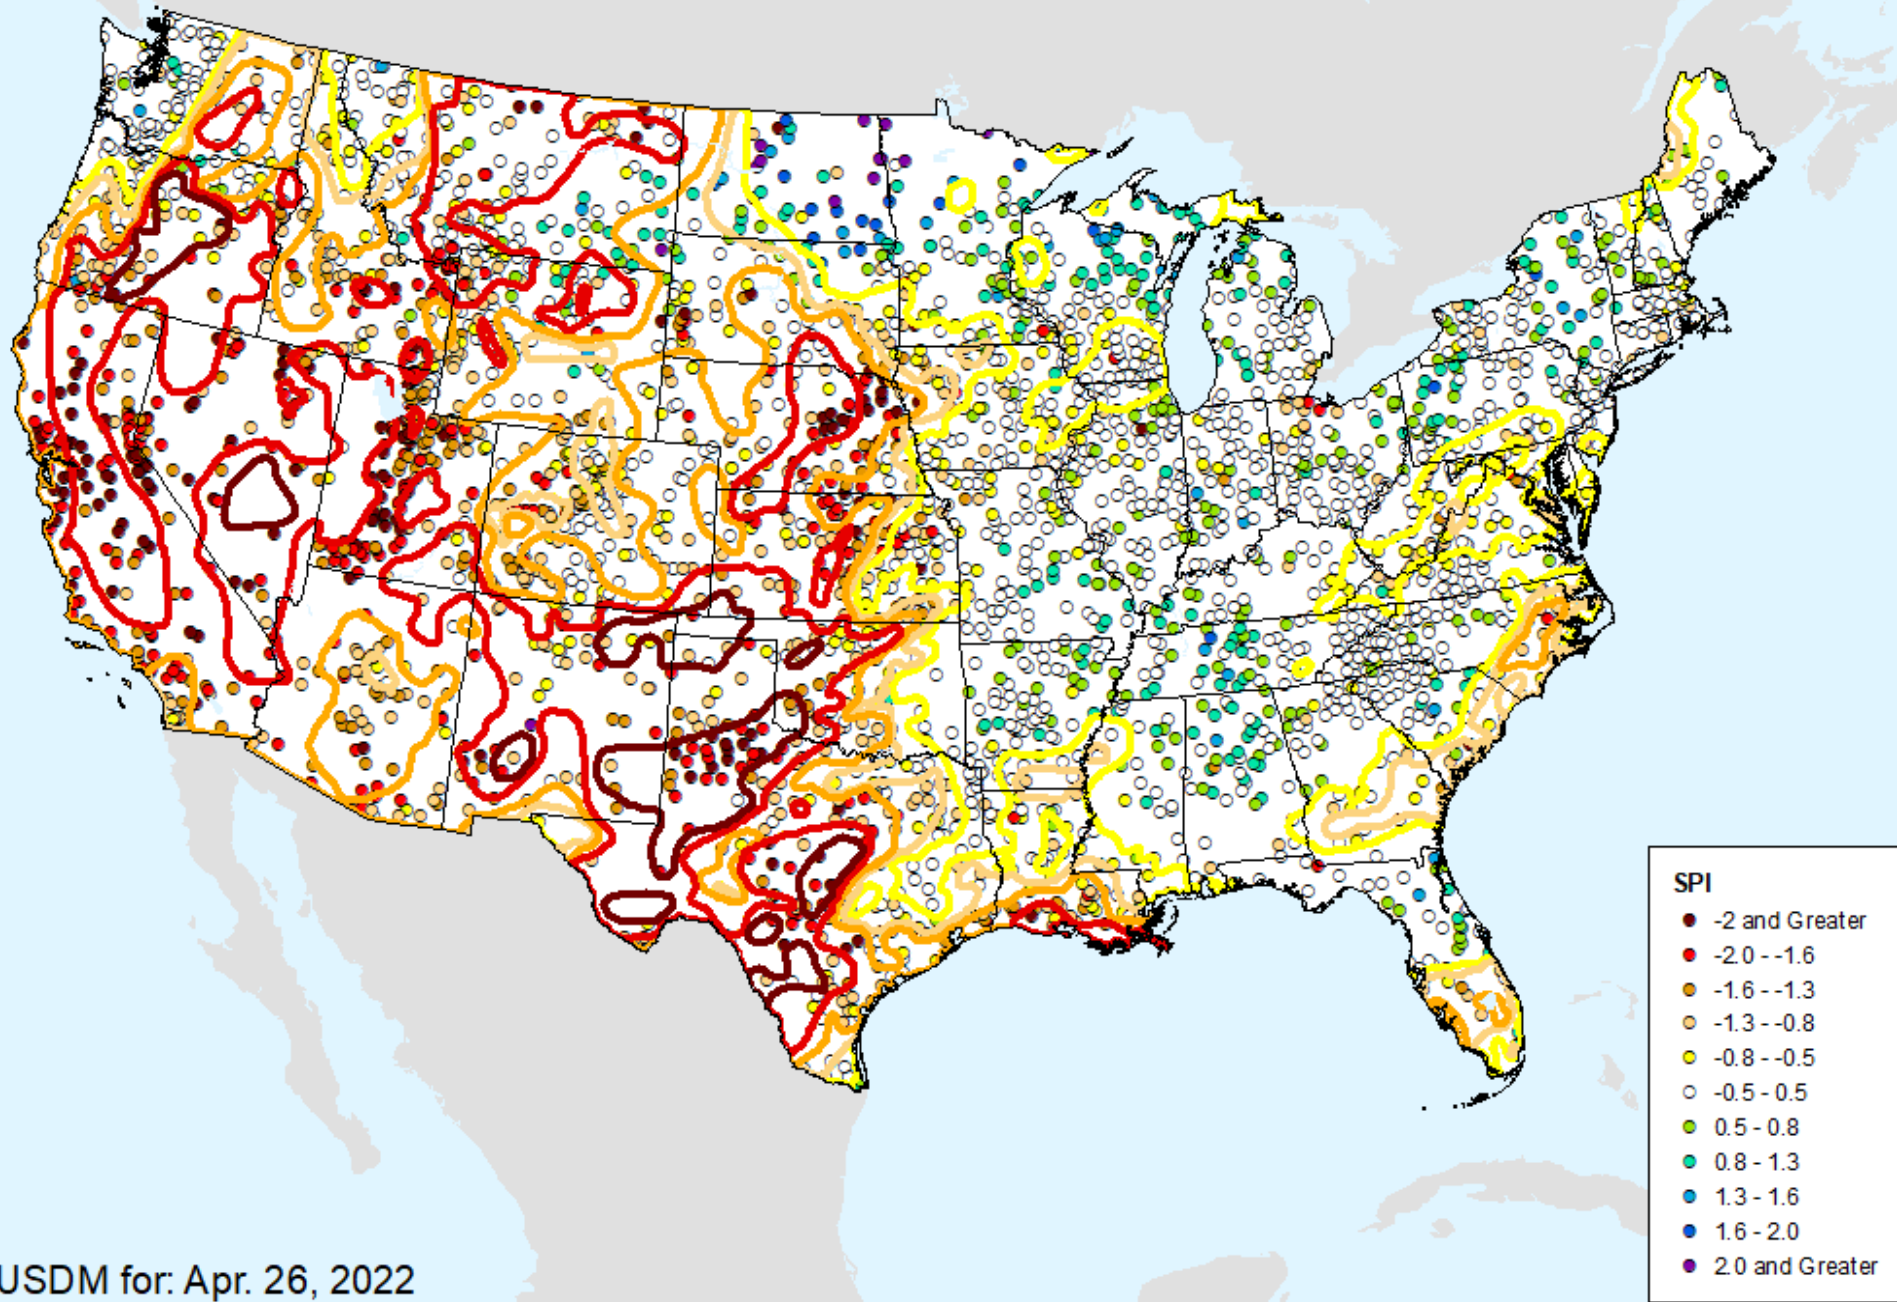 SPI
-2 and Greater
-2.0 - -1.6
-1.6 - -1.3
-1.3 - -0.8
-0.8 - -0.5
-0.5 - 0.5
0.5 - 0.8
0.8 - 1.3
1.3 - 1.6
1.6 - 2.0
2.0 and Greater
USDM for: Apr. 26, 2022